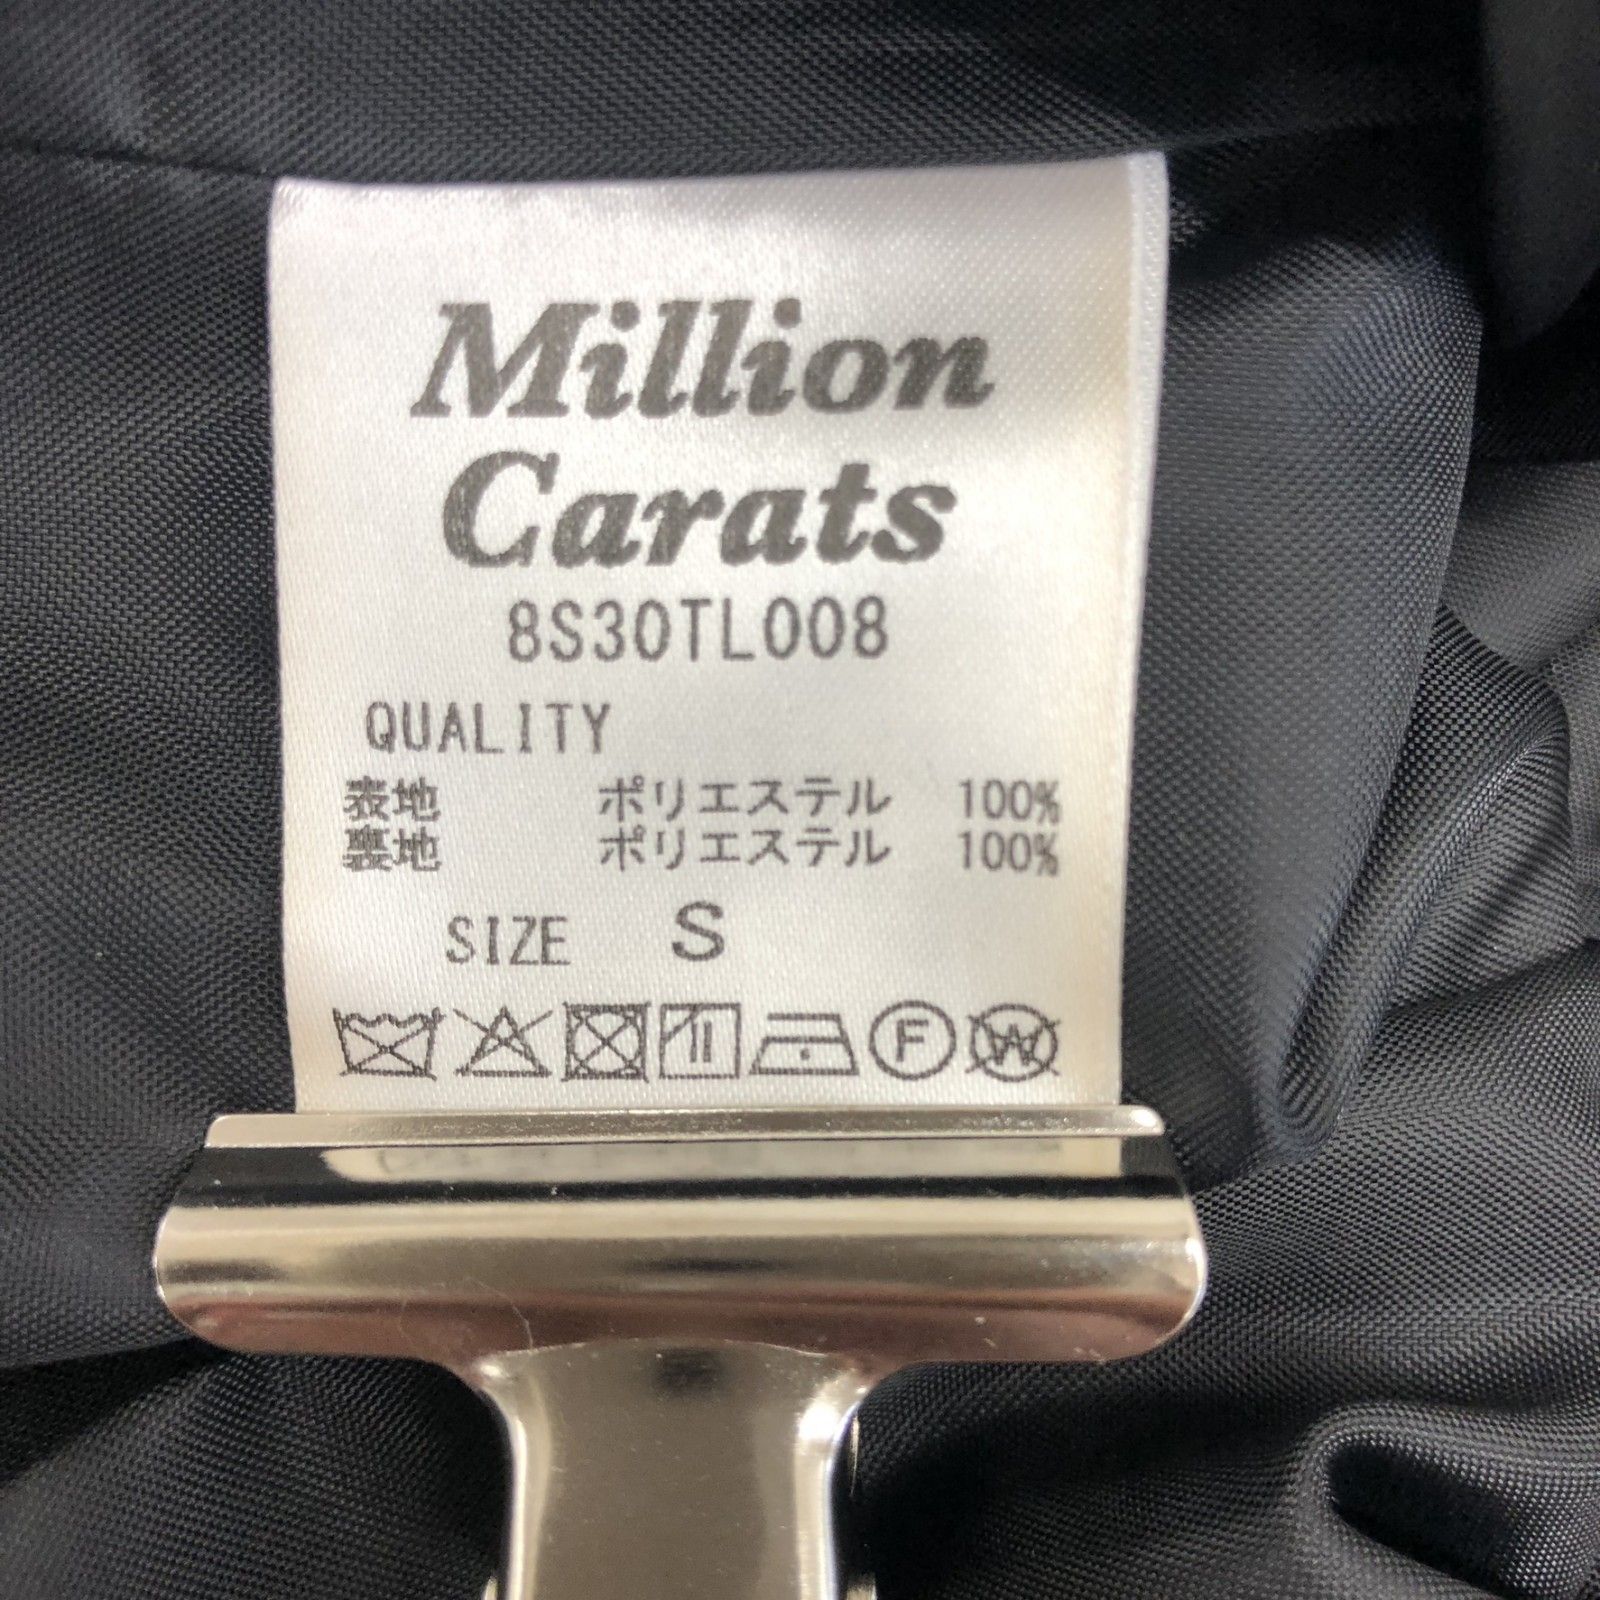 Million
Carats
8S30TL008
QUALITY
表地 ポリエステル 100%
裏地 ポリエステル 100%
SIZE S
F W